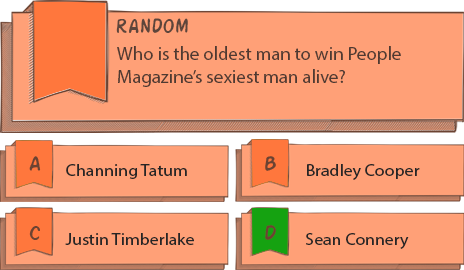 RANDOM
Who is the oldest man to win People
Magazine's sexiest man alive?
A Channing Tatum
B Bradley Cooper
C Justin Timberlake
D Sean Connery